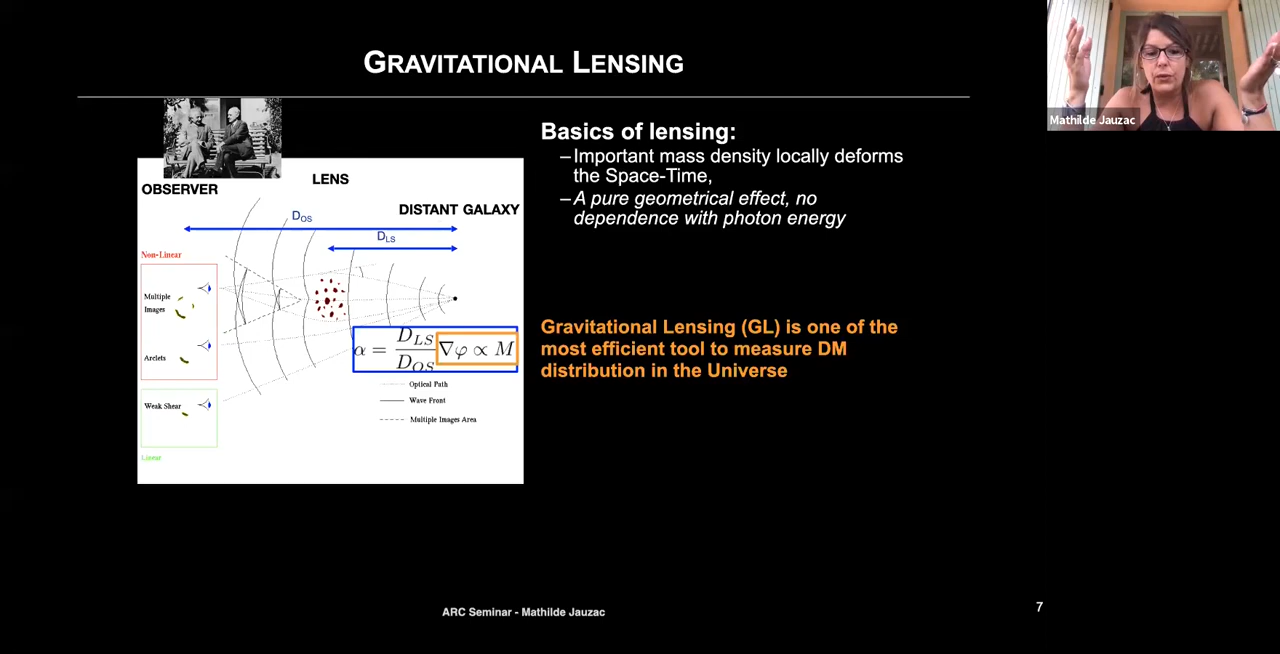 GRAVITATIONAL LENSING
Mathilde Jauzac
Basics of lensing:
–Important mass density locally deforms
the Space-Time,
–A pure geometrical effect, no
dependence with photon energy
Gravitational Lensing (GL) is one of the
most efficient tool to measure DM
distribution in the Universe
OBSERVER
LENS
DISTANT GALAXY
D_OS
D_LS
Non-Linear
Multiple
Images
Arclets
Weak Shear
Linear
α = D_LS / D_OS ∇φ ∝ M
Optical Path
Wave Front
Multiple Images Area
ARC Seminar - Mathilde Jauzac
7